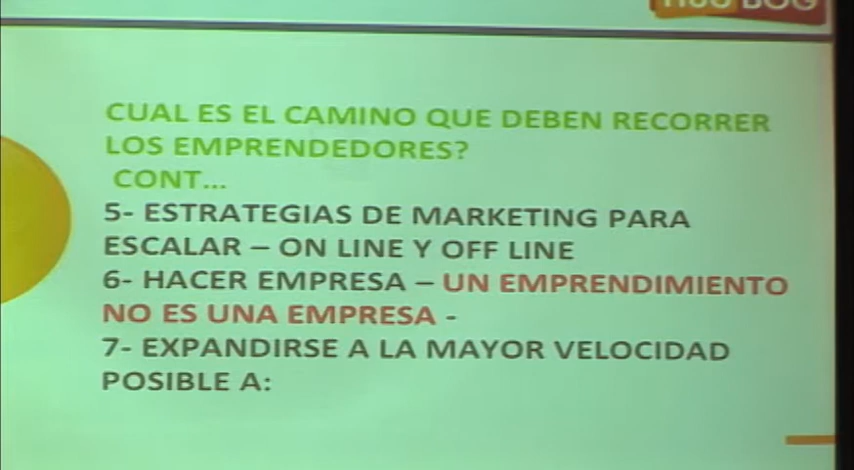 CUAL ES EL CAMINO QUE DEBEN RECORRER
LOS EMPRENDEDORES?
CONT...
5- ESTRATEGIAS DE MARKETING PARA
ESCALAR – ON LINE Y OFF LINE
6- HACER EMPRESA – UN EMPRENDIMIENTO
NO ES UNA EMPRESA -
7- EXPANDIRSE A LA MAYOR VELOCIDAD
POSIBLE A: